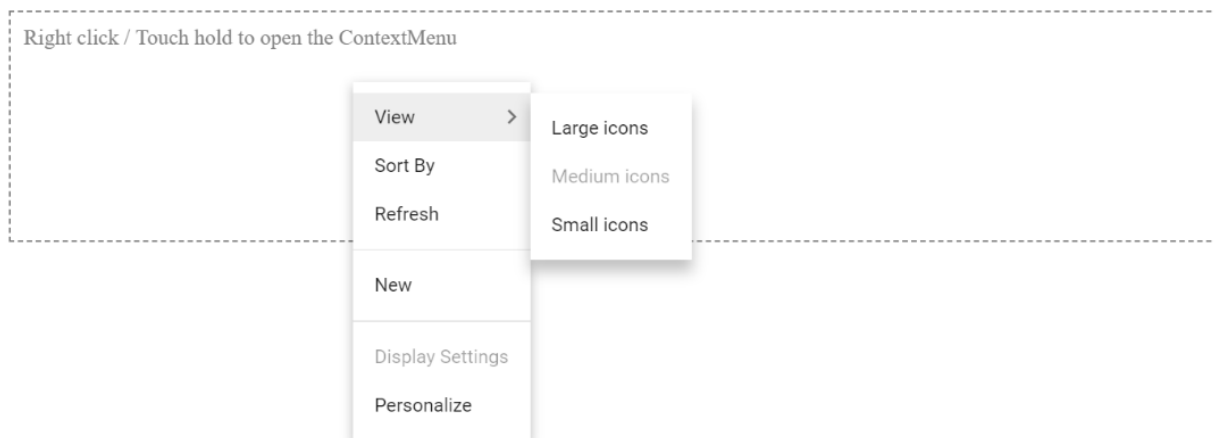 Right click / Touch hold to open the ContextMenu
View
Sort By
Refresh
New
Display Settings
Personalize
Large icons
Medium icons
Small icons